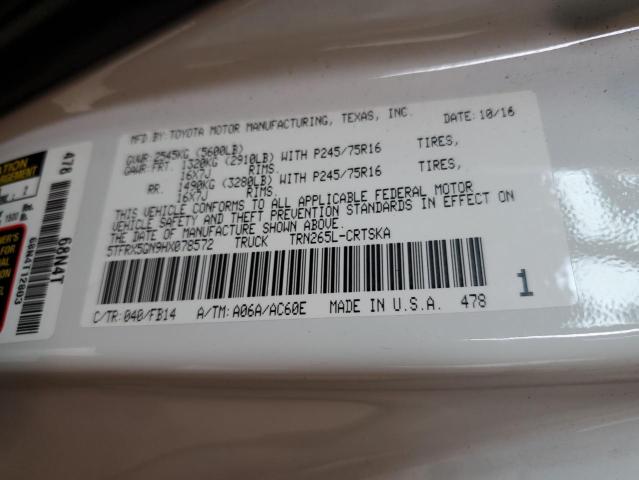 MFD.BY:TOYOTA MOTOR MANUFACTURING, TEXAS, INC. DATE:10/16
GVWR:2545KG (5600LB)
GAWR:FRT. 1320KG (2910LB) WITH P245/75R16 TIRES,
16X7J RIMS.
RR. 1490KG (3280LB) WITH P245/75R16 TIRES,
16X7J RIMS.
THIS VEHICLE CONFORMS TO ALL APPLICABLE FEDERAL MOTOR
VEHICLE SAFETY AND THEFT PREVENTION STANDARDS IN EFFECT ON
THE DATE OF MANUFACTURE SHOWN ABOVE.
5TFRX5GN9HX078572 TRUCK TRN265L-CRTSKA
C/TR:040/FB14 A/TM:A06A/AC60E MADE IN U.S.A. 478
1
478
68N4T